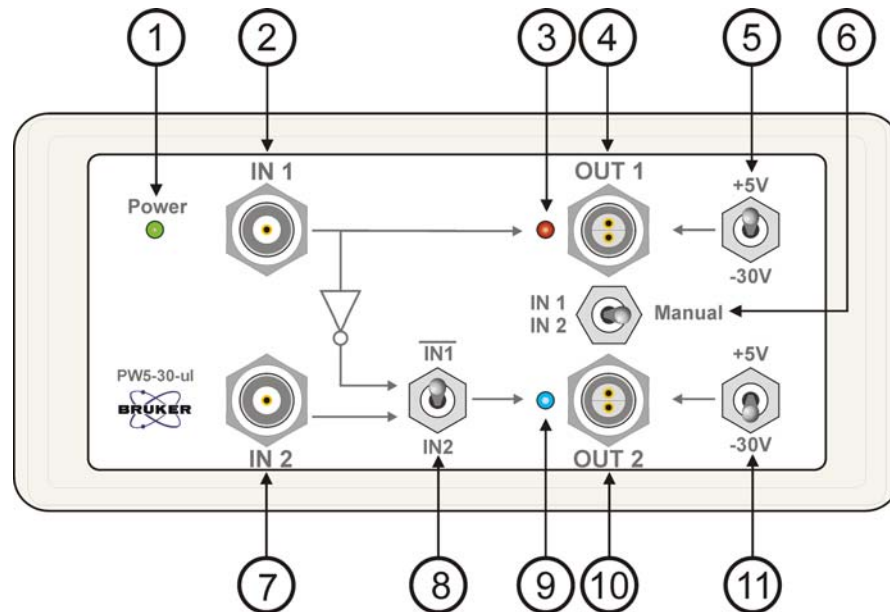 1 2 3 4 5 6
IN 1 OUT 1 +5V
Power
-30V
IN 1 Manual
IN 2
IN1 +5V
PW5-30-ul
BRUKER
IN2 -30V
IN 2 OUT 2
7 8 9 10 11